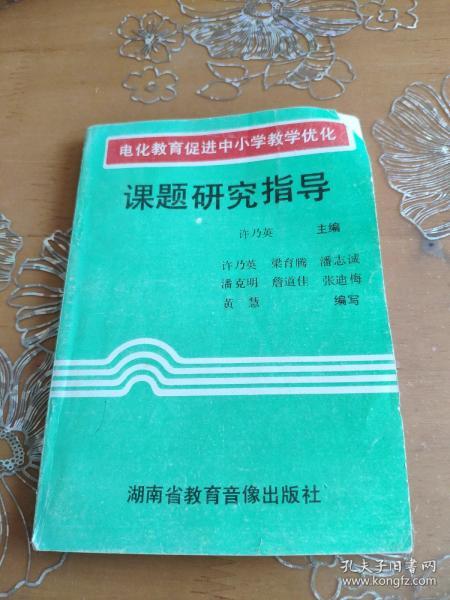 电化教育促进中小学教学优化
课题研究指导
许乃英 主编
许乃英 梁育腾 潘志诚
潘克明 詹道佳 张迪梅
黄慧 编写
湖南省教育音像出版社
孔夫子旧书网
www.kongfz.com